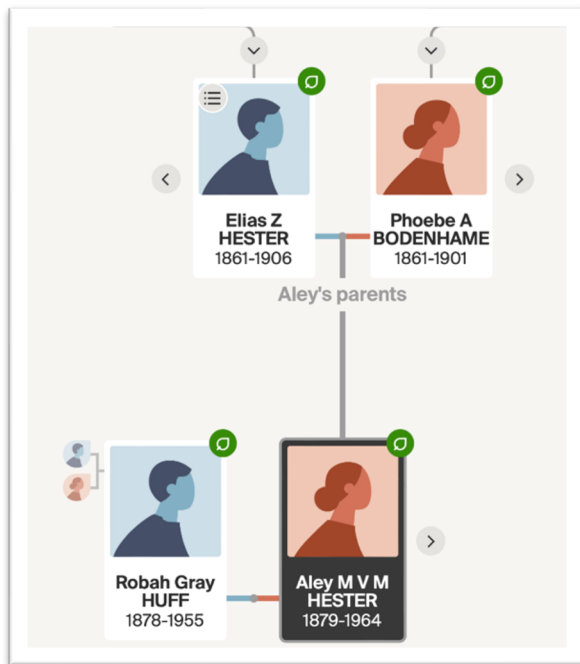 Elias Z
HESTER
1861-1906
Phoebe A
BODENHAME
1861-1901
Aley's parents
Robah Gray
HUFF
1878-1955
Aley M V M
HESTER
1879-1964